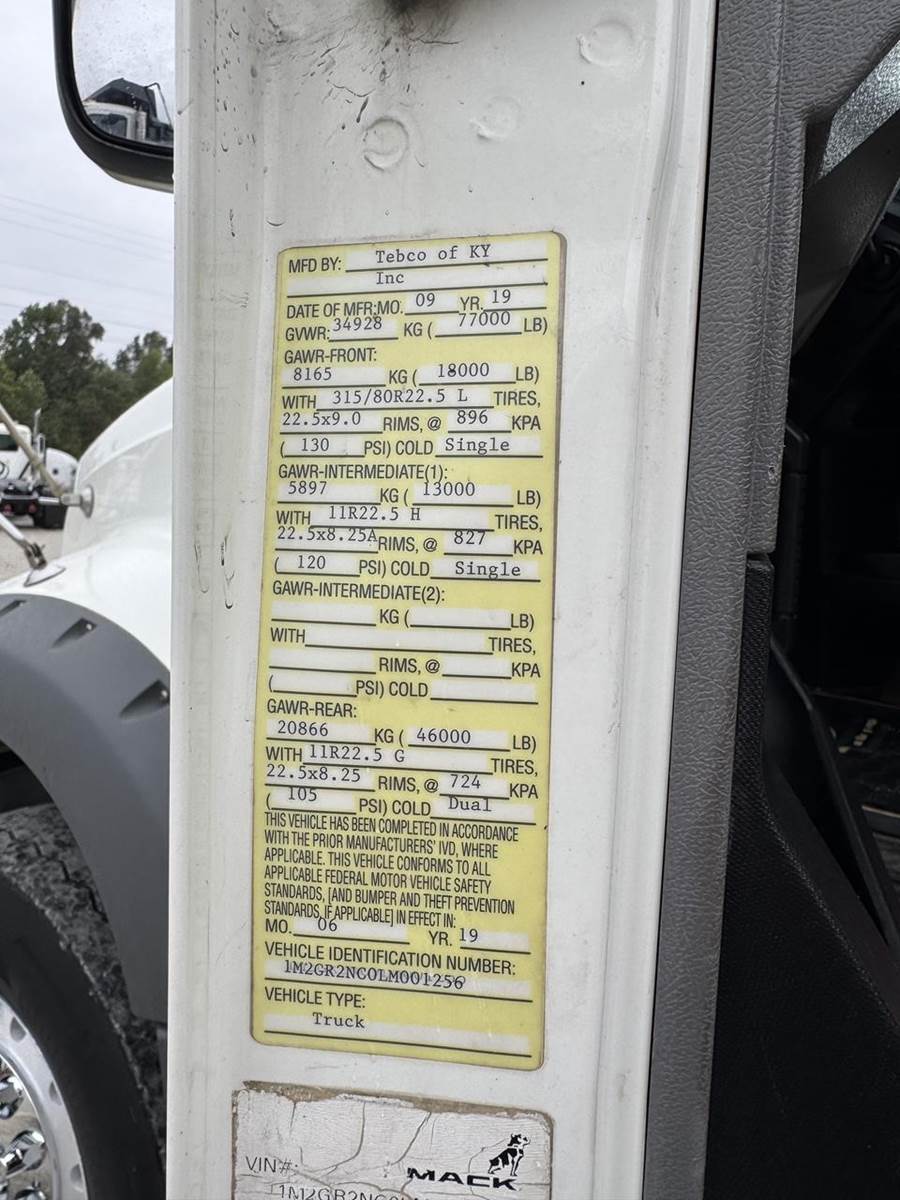 MFD BY: Tebco of KY
Inc
DATE OF MFR:MO. 09 YR. 19
GVWR: 34928 KG ( 77000 LB)
GAWR-FRONT:
8165 KG ( 18000 LB)
WITH 315/80R22.5 L TIRES,
22.5x9.0 RIMS, @ 896 KPA
( 130 PSI) COLD Single
GAWR-INTERMEDIATE(1):
5897 KG ( 13000 LB)
WITH 11R22.5 H TIRES,
22.5x8.25A RIMS, @ 827 KPA
( 120 PSI) COLD Single
GAWR-INTERMEDIATE(2):
KG ( LB)
WITH TIRES,
RIMS, @ KPA
( PSI) COLD
GAWR-REAR:
20866 KG ( 46000 LB)
WITH 11R22.5 G TIRES,
22.5x8.25 RIMS, @ 724 KPA
( 105 PSI) COLD Dual
THIS VEHICLE HAS BEEN COMPLETED IN ACCORDANCE
WITH THE PRIOR MANUFACTURERS' IVD, WHERE
APPLICABLE. THIS VEHICLE CONFORMS TO ALL
APPLICABLE FEDERAL MOTOR VEHICLE SAFETY
STANDARDS, [AND BUMPER AND THEFT PREVENTION
STANDARDS, IF APPLICABLE] IN EFFECT IN:
MO. 06 YR. 19
VEHICLE IDENTIFICATION NUMBER:
1M2GR2NC0LM001256
VEHICLE TYPE:
Truck
VIN#:
MACK